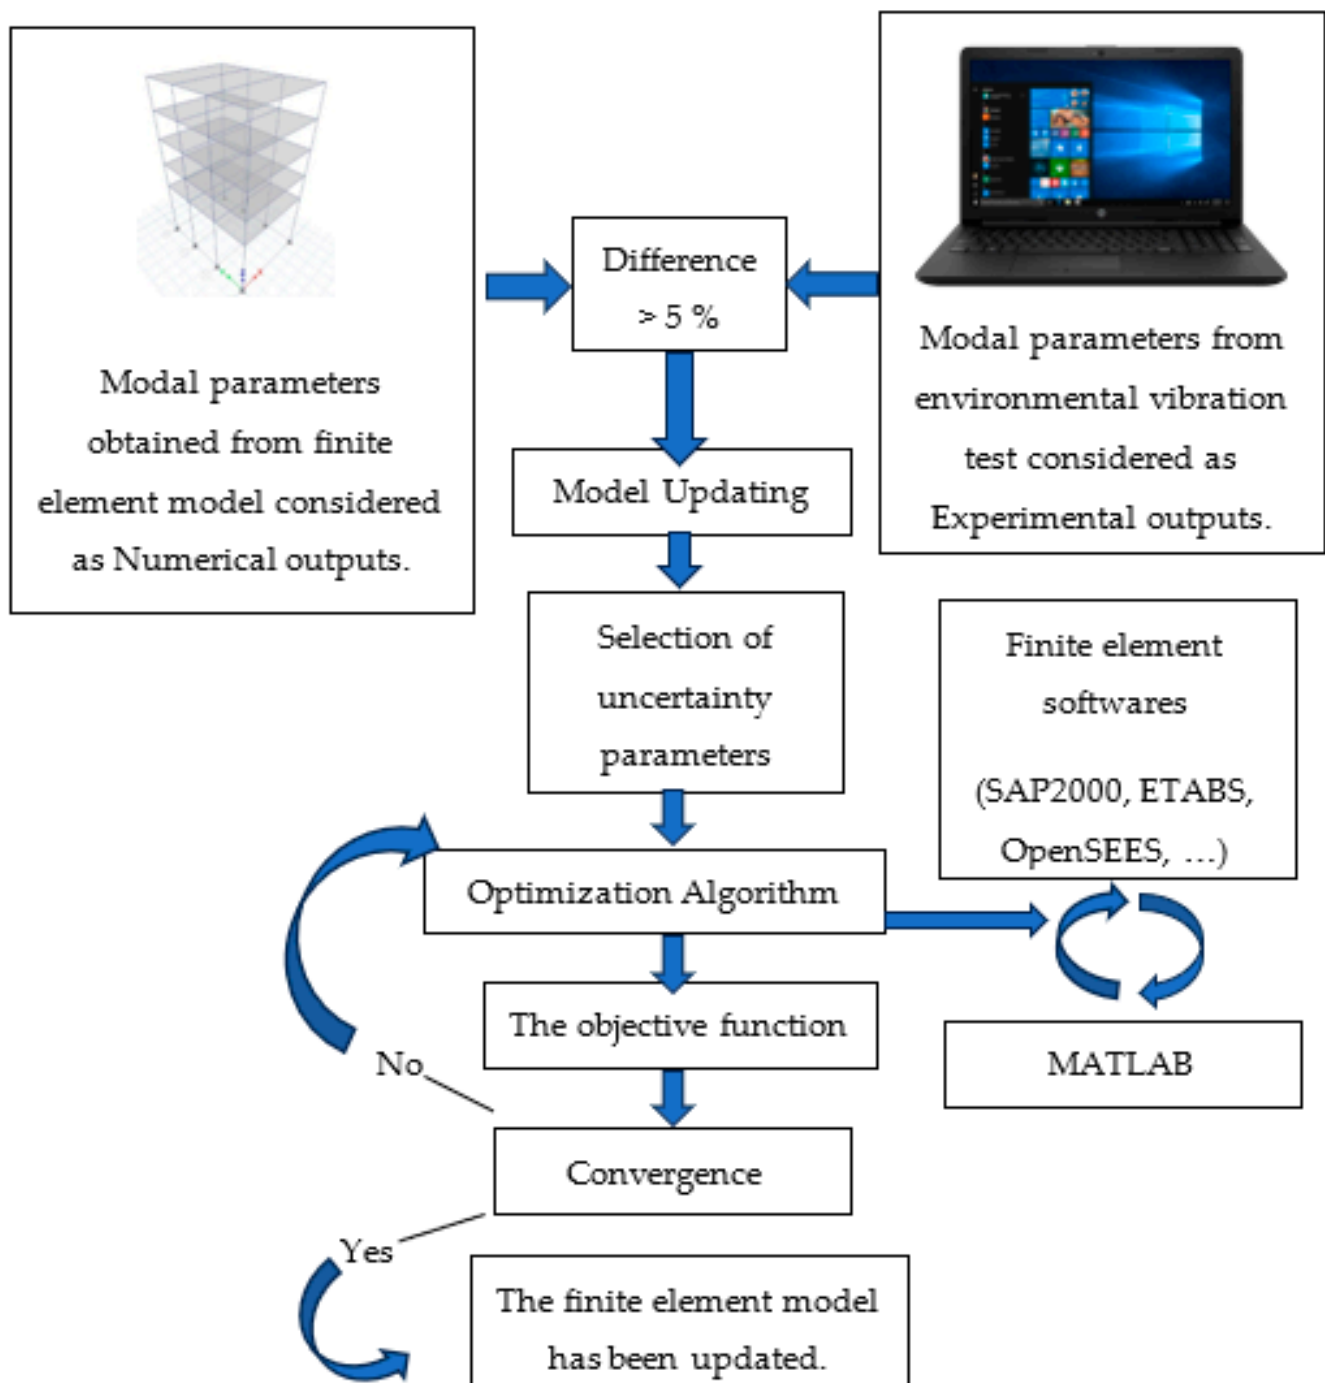 Modal parameters
obtained from finite
element model considered
as Numerical outputs.
Difference
> 5 %
Modal parameters from
environmental vibration
test considered as
Experimental outputs.
Model Updating
Selection of
uncertainty
parameters
Finite element
softwares
(SAP2000, ETABS,
OpenSEES, ...)
Optimization Algorithm
The objective function
MATLAB
No
Convergence
Yes
The finite element model
has been updated.